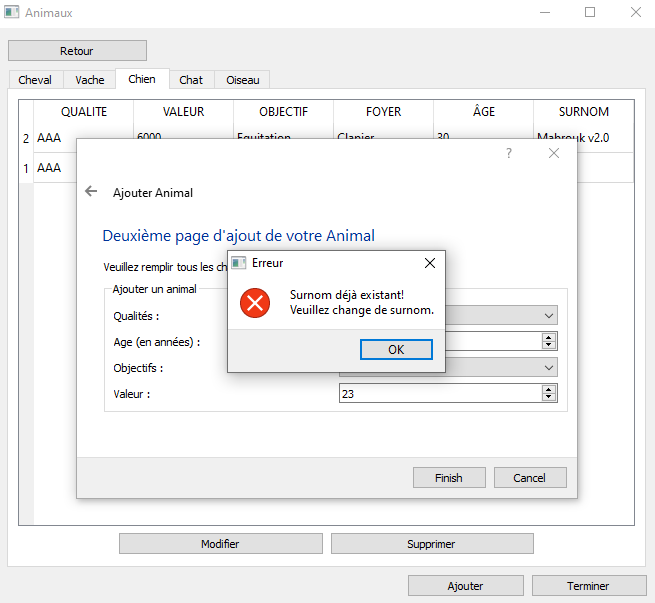 Animaux
Retour
Cheval Vache Chien Chat Oiseau
QUALITE VALEUR OBJECTIF FOYER ÂGE SURNOM
2 AAA 6000 Equitation Clapier 30 Mabrouk v2.0
1 AAA
?
Ajouter Animal
Deuxième page d'ajout de votre Animal
Veuillez remplir tous les ch
Ajouter un animal
Qualités :
Age (en années) :
Objectifs :
Valeur :
23
Erreur
Surnom déjà existant!
Veuillez change de surnom.
OK
Finish Cancel
Modifier Supprimer
Ajouter Terminer